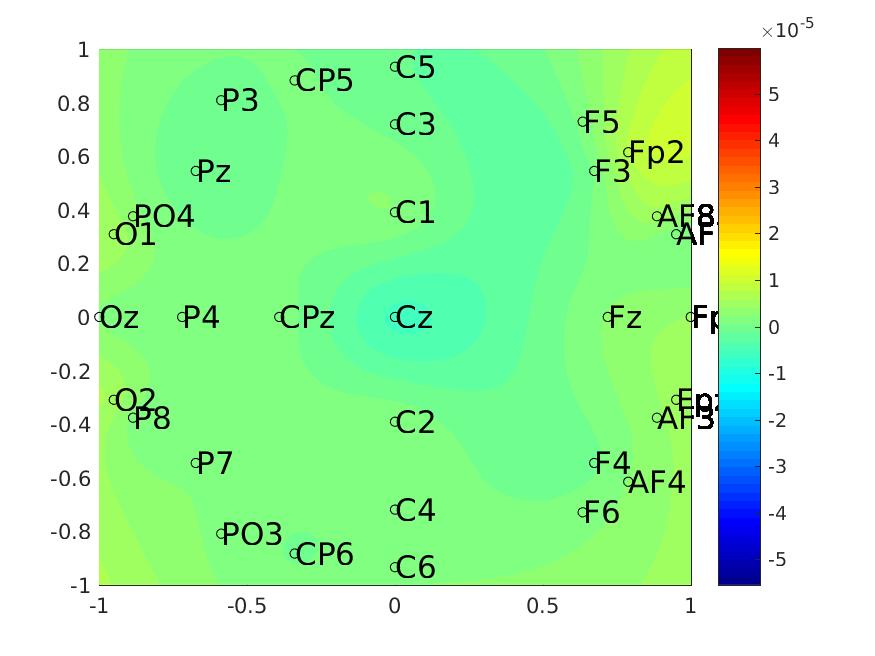 ×10-5
1 C5 5
0.8 P3 CP5 4
C3 F5
0.6 Pz F3 Fp2 3
0.4 PO4 C1 AF8 2
O1 AF
0.2 1
0 Oz P4 CPz Cz Fz Fp 0
-0.2 -1
O2
-0.4 P8 C2 AF3 -2
-0.6 P7 F4 AF4 -3
C4 F6
-0.8 PO3 CP6 -4
C6 -5
-1
-1 -0.5 0 0.5 1